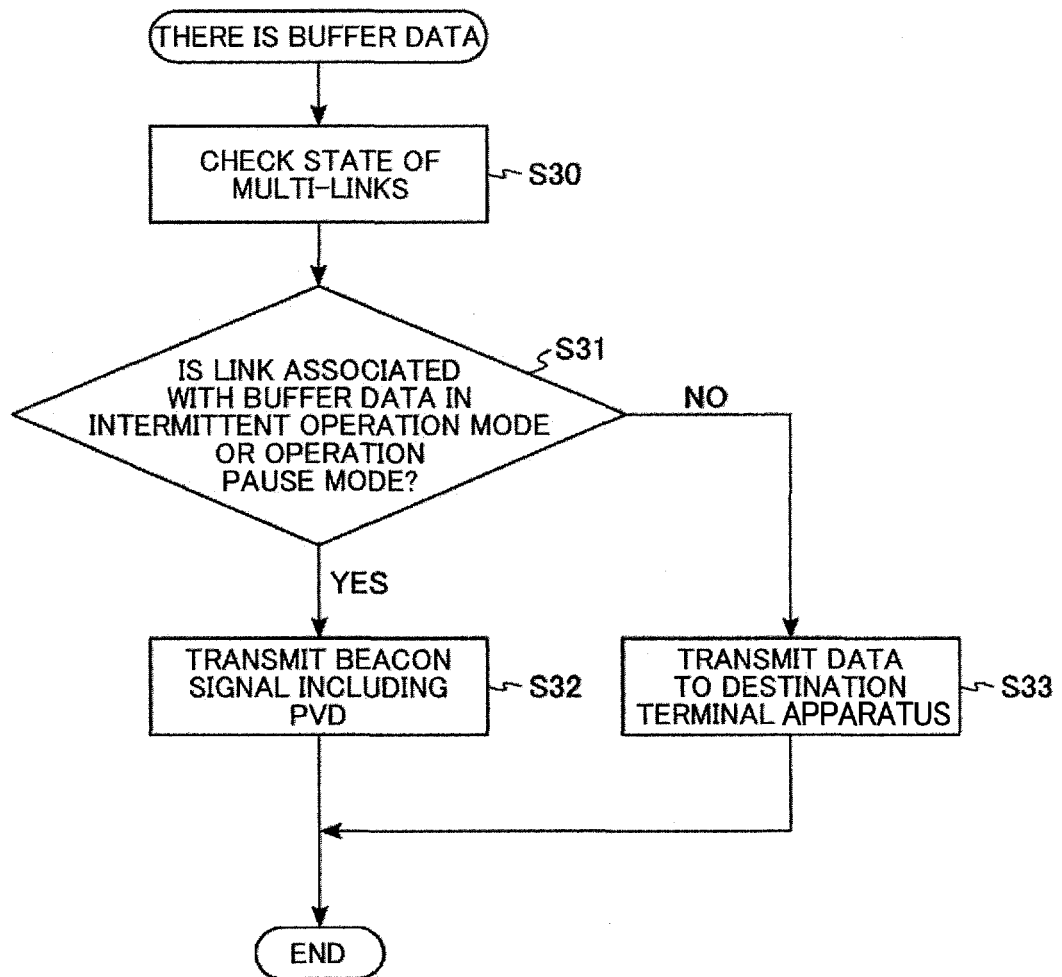 THERE IS BUFFER DATA
CHECK STATE OF
MULTI-LINKS
S30
IS LINK ASSOCIATED
WITH BUFFER DATA IN
INTERMITTENT OPERATION MODE
OR OPERATION
PAUSE MODE?
S31
NO
YES
TRANSMIT BEACON
SIGNAL INCLUDING
PVD
S32
TRANSMIT DATA
TO DESTINATION
TERMINAL APPARATUS
S33
END